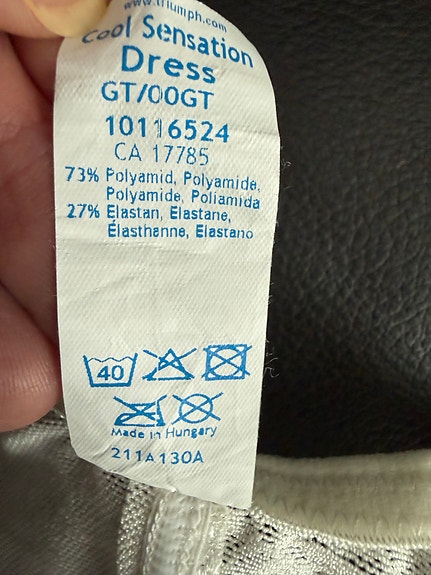 www.triumph.com
Cool Sensation
Dress
GT/00GT
10116524
CA 17785
73% Polyamid, Polyamide,
Polyamide, Poliamida
27% Elastan, Elastane,
Élasthanne, Elastano
40
Made in Hungary
211A130A